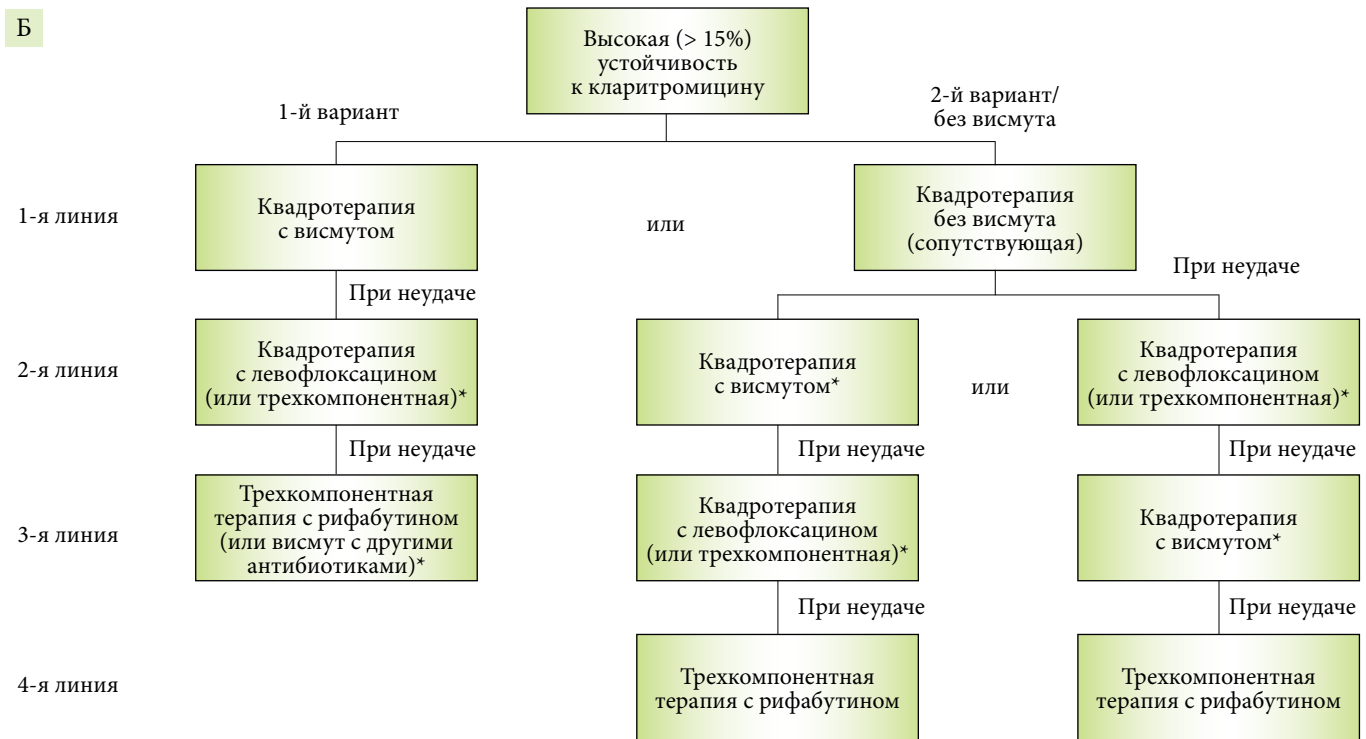 Б
Высокая (> 15%)
устойчивость
к кларитромицину
1-й вариант
2-й вариант/
без висмута
1-я линия
Квадротерапия
с висмутом
или
Квадротерапия
без висмута
(сопутствующая)
При неудаче
При неудаче
2-я линия
Квадротерапия
с левофлоксацином
(или трехкомпонентная)*
Квадротерапия
с висмутом*
или
Квадротерапия
с левофлоксацином
(или трехкомпонентная)*
При неудаче
При неудаче
При неудаче
3-я линия
Трехкомпонентная
терапия с рифабутином
(или висмут с другими
антибиотиками)*
Квадротерапия
с левофлоксацином
(или трехкомпонентная)*
Квадротерапия
с висмутом*
При неудаче
При неудаче
4-я линия
Трехкомпонентная
терапия с рифабутином
Трехкомпонентная
терапия с рифабутином